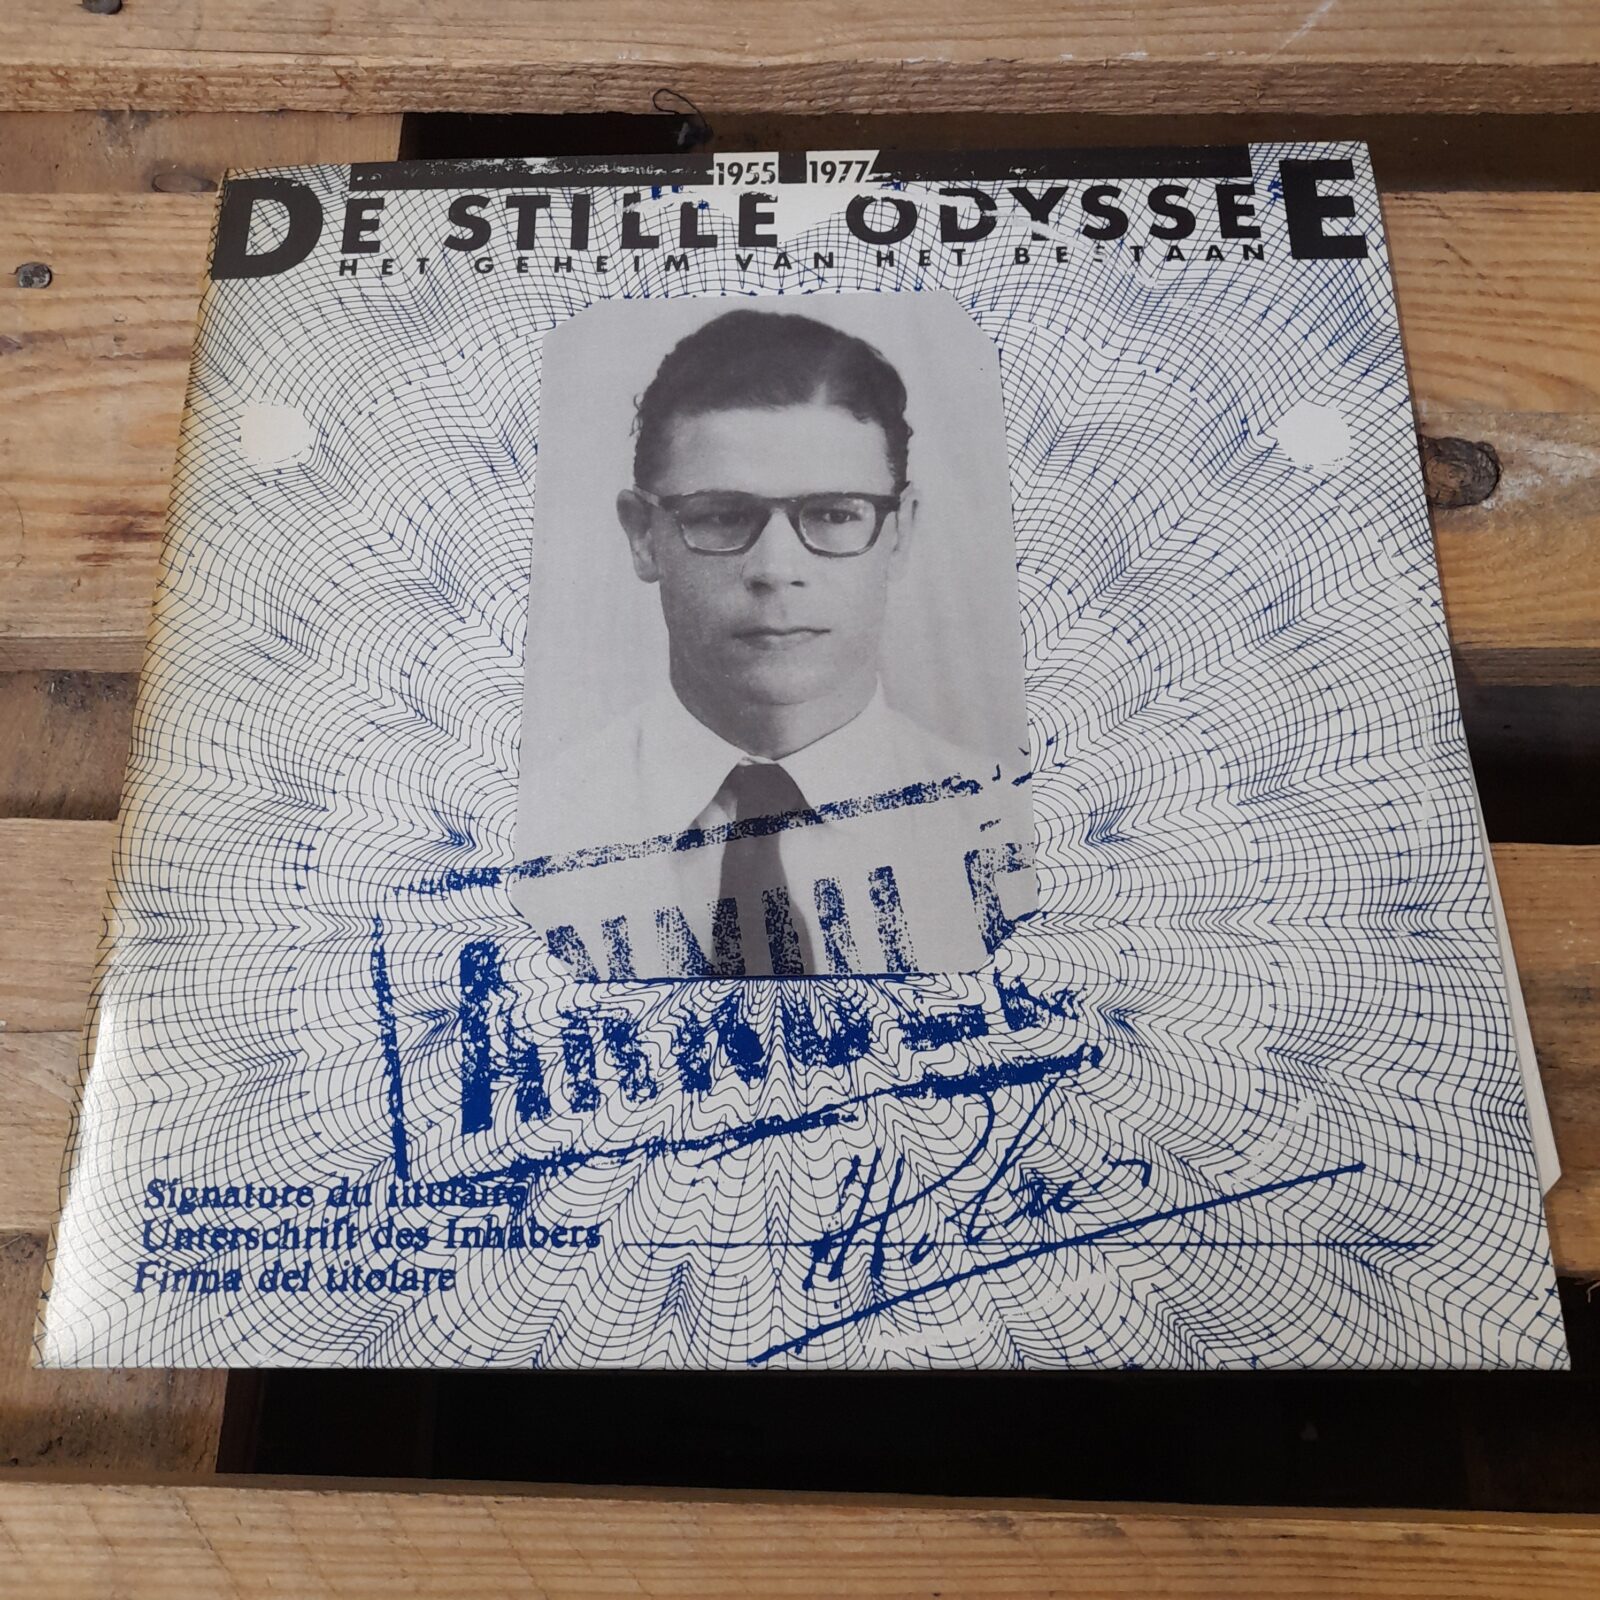 1955 1977
DE STILLE ODYSSEE
HET GEHEIM VAN HET BESTAAN
ANNULE
Signature du titulaire
Unterschrift des Inhabers
Firma del titolare